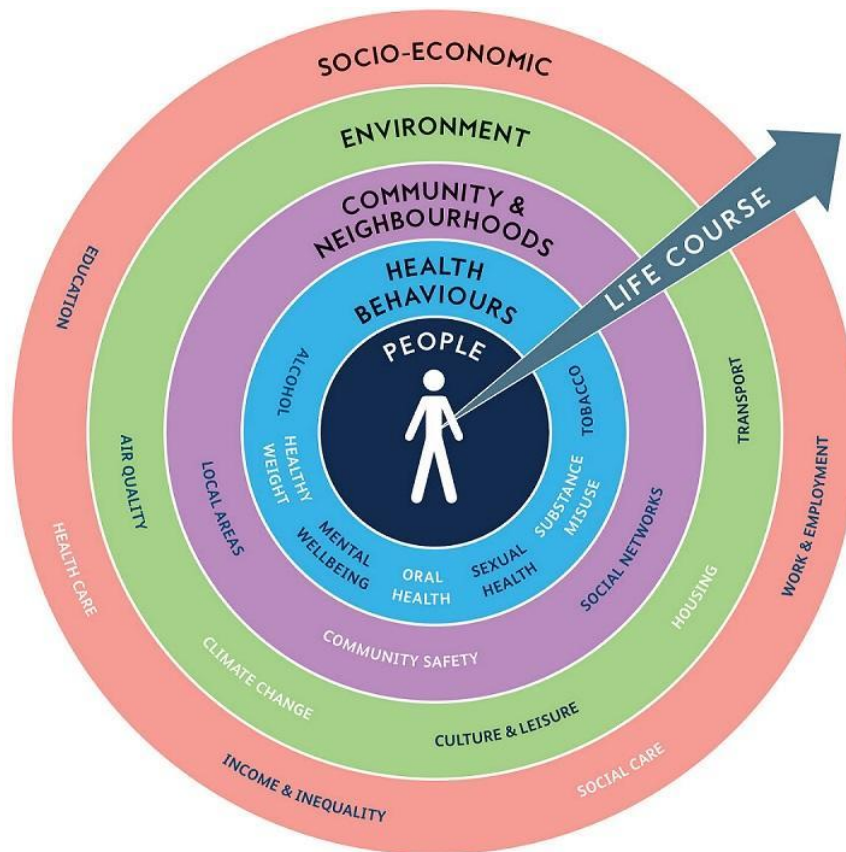 SOCIO-ECONOMIC
ENVIRONMENT
COMMUNITY &
NEIGHBOURHOODS
HEALTH
BEHAVIOURS
PEOPLE
LIFE COURSE
ALCOHOL
HEALTHY
WEIGHT
MENTAL
WELLBEING
ORAL
HEALTH
SEXUAL
HEALTH
SUBSTANCE
MISUSE
TOBACCO
LOCAL AREAS
COMMUNITY SAFETY
SOCIAL NETWORKS
AIR QUALITY
CLIMATE CHANGE
CULTURE & LEISURE
HOUSING
TRANSPORT
EDUCATION
HEALTH CARE
INCOME & INEQUALITY
SOCIAL CARE
WORK & EMPLOYMENT